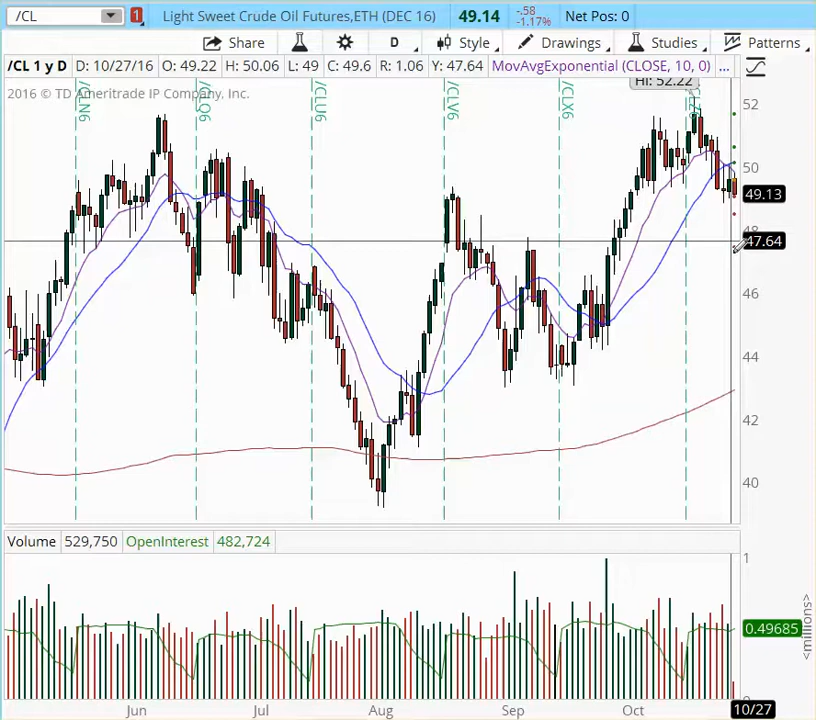 /CL 1 Light Sweet Crude Oil Futures,ETH (DEC 16) 49.14 -.58 -1.17% Net Pos: 0
Share D Style Drawings Studies Patterns
/CL 1 y D D: 10/27/16 O: 49.22 H: 50.06 L: 49 C: 49.6 R: 1.06 Y: 47.64 MovAvgExponential (CLOSE, 10, 0) ...
2016 © TD Ameritrade IP Company, Inc.
/CLN6
/CLQ6
/CLU6
/CLV6
/CLX6
Hi: 52.22
52
50
49.13
48
47.64
46
44
42
40
Volume 529,750 OpenInterest 482,724
1
0.49685
<millions>
0
Jun Jul Aug Sep Oct 10/27